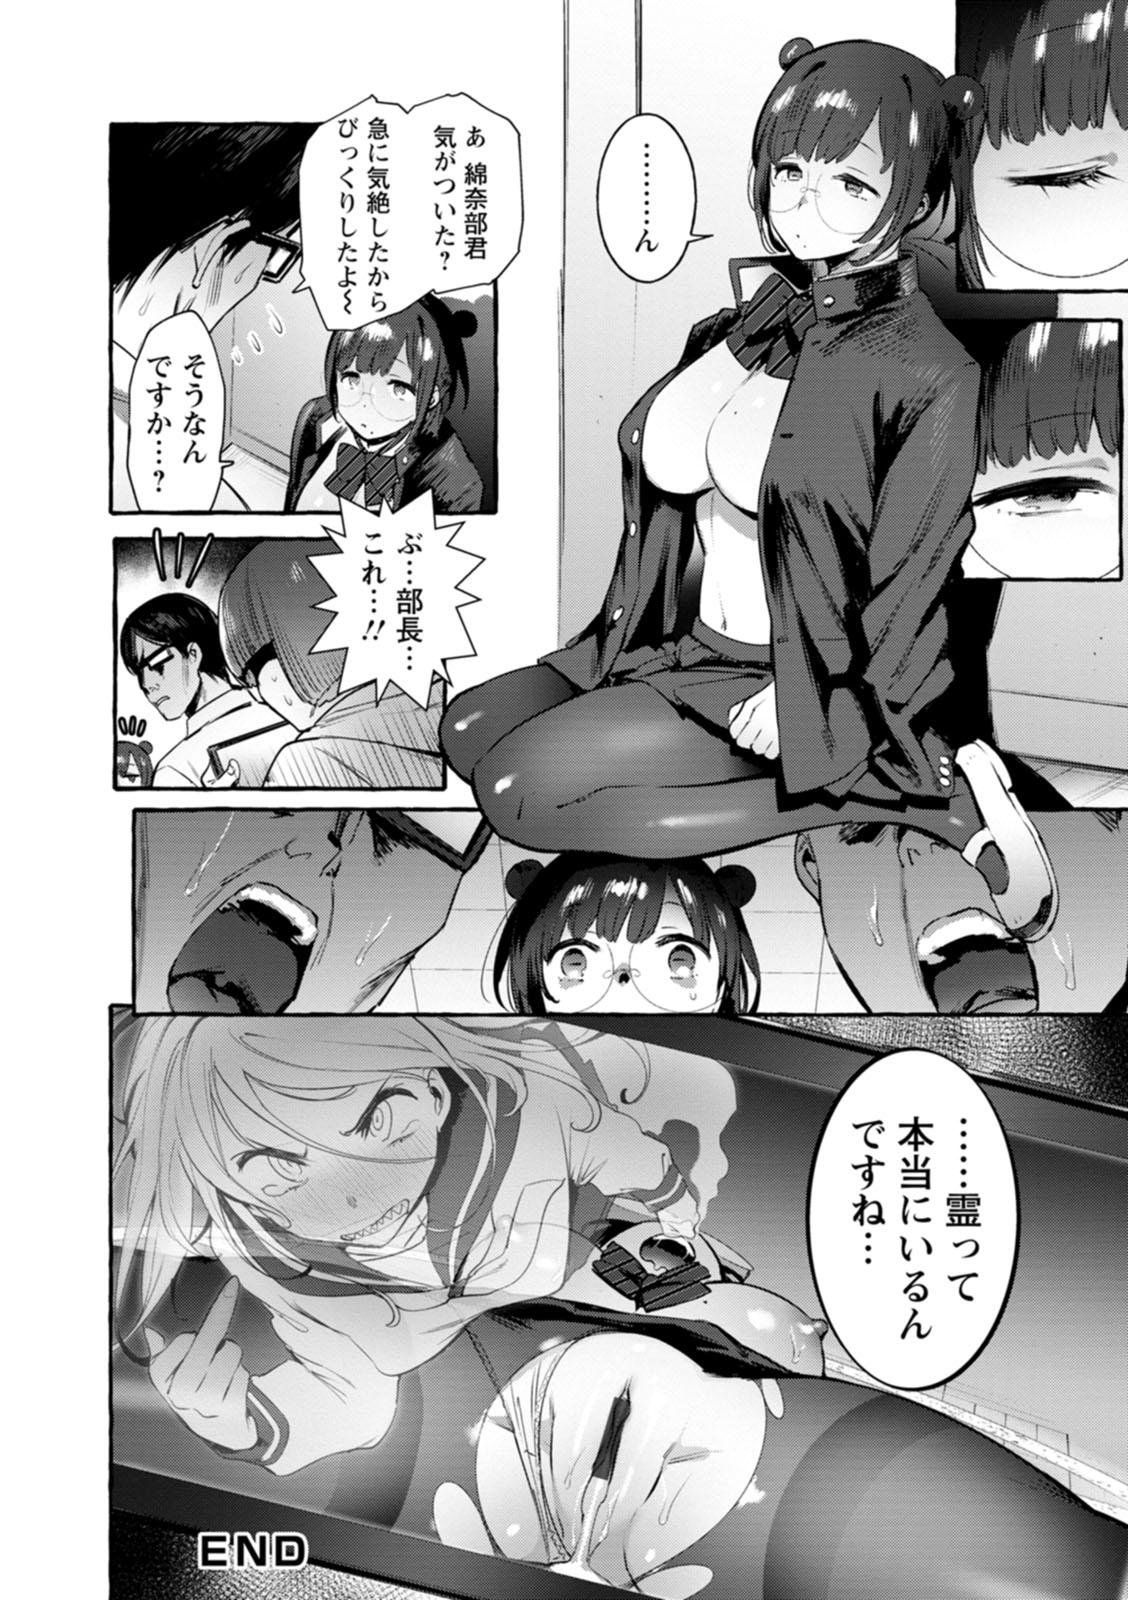 …………ん
あ 綿奈部君
気がついた？
急に気絶したから
びっくりしたよ〜
そうなん
ですか…？
ぶ…部長…
これ…!!
……霊って
本当にいるん
ですね…
END